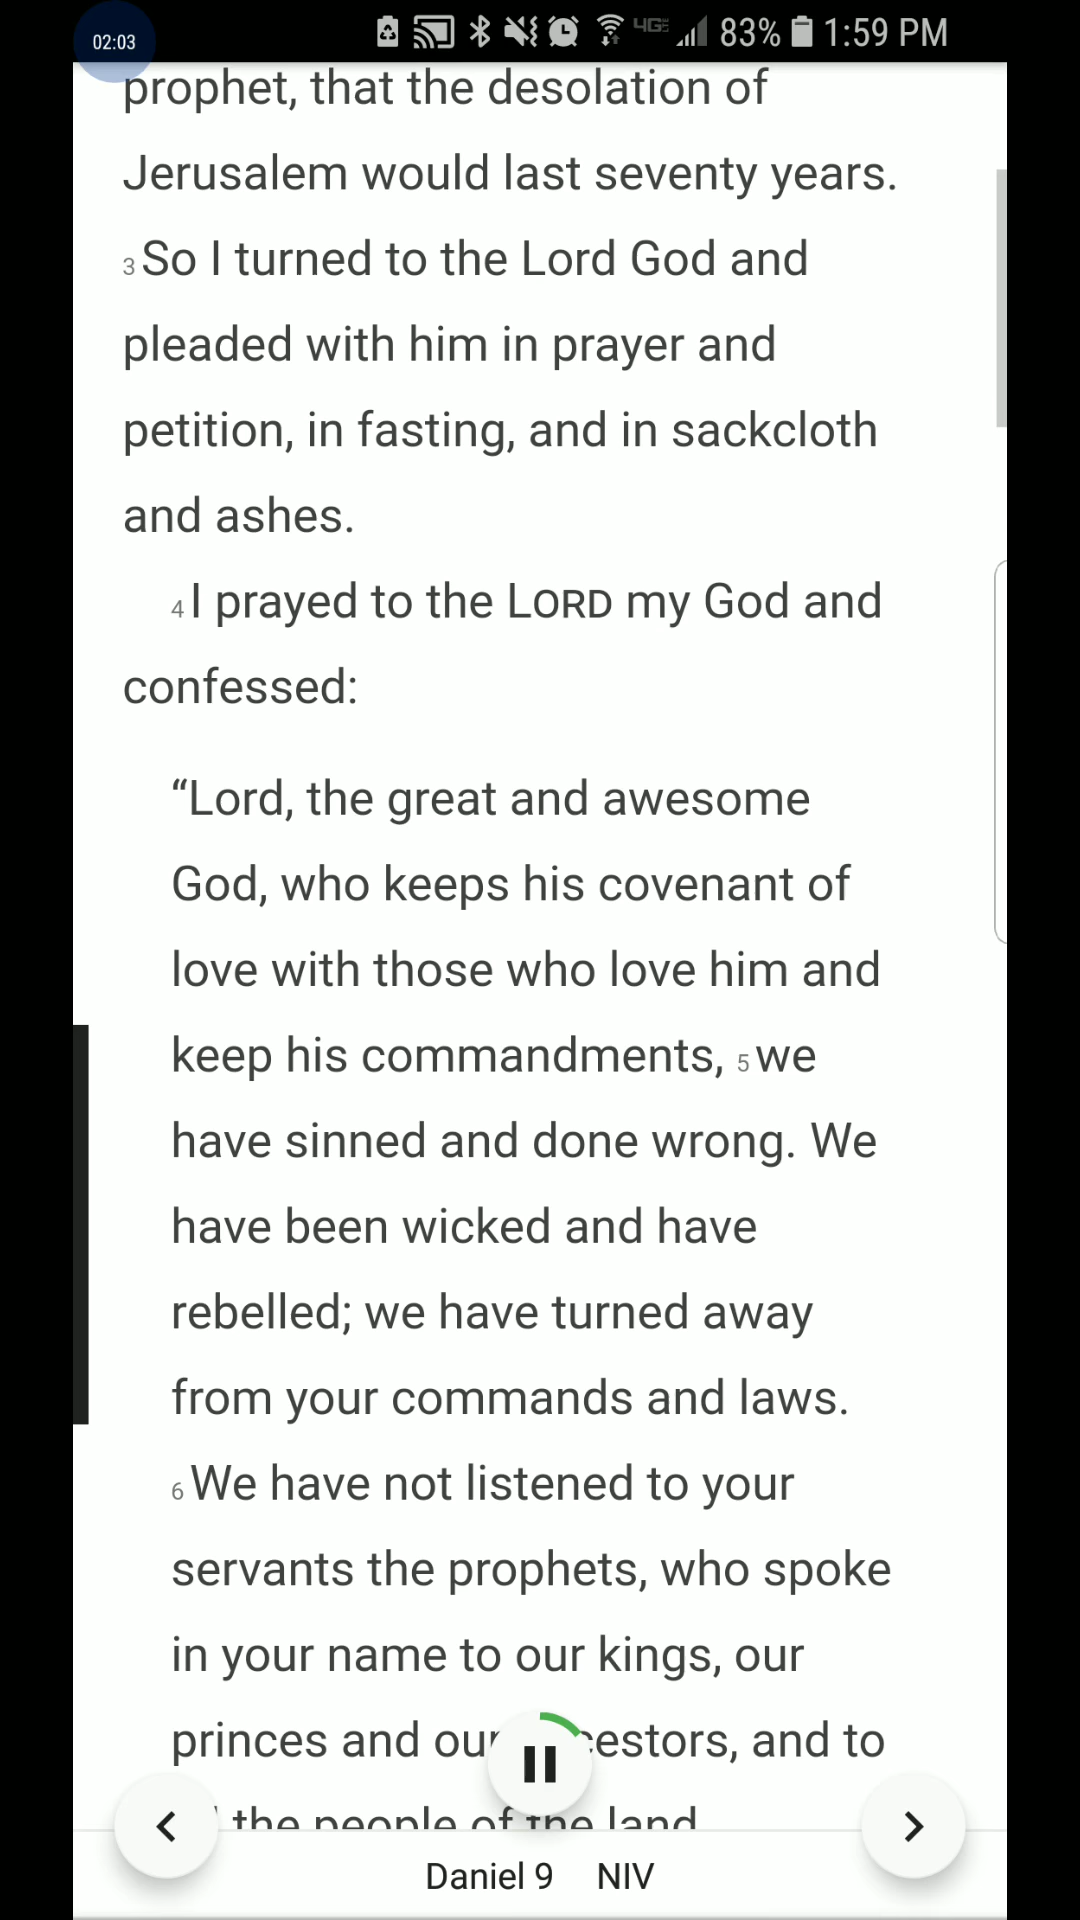 02:03 4G 83% 1:59 PM
prophet, that the desolation of
Jerusalem would last seventy years.
3 So I turned to the Lord God and
pleaded with him in prayer and
petition, in fasting, and in sackcloth
and ashes.
4 I prayed to the LORD my God and
confessed:
“Lord, the great and awesome
God, who keeps his covenant of
love with those who love him and
keep his commandments, 5 we
have sinned and done wrong. We
have been wicked and have
rebelled; we have turned away
from your commands and laws.
6 We have not listened to your
servants the prophets, who spoke
in your name to our kings, our
princes and our cestors, and to
the people of the land.
Daniel 9 NIV